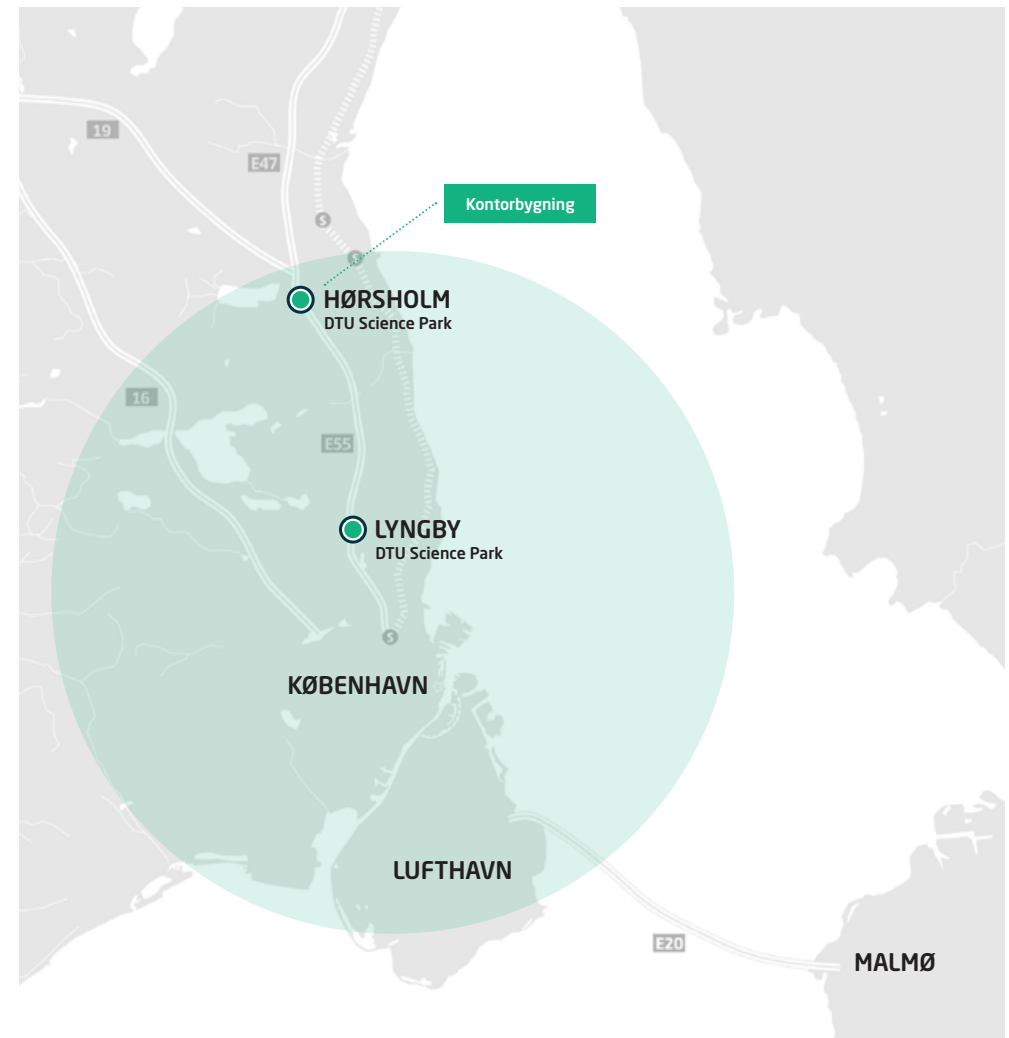 19
E47
Kontorbygning
S
S
HØRSHOLM
DTU Science Park
16
E55
LYNGBY
DTU Science Park
S
KØBENHAVN
LUFTHAVN
E20
MALMØ